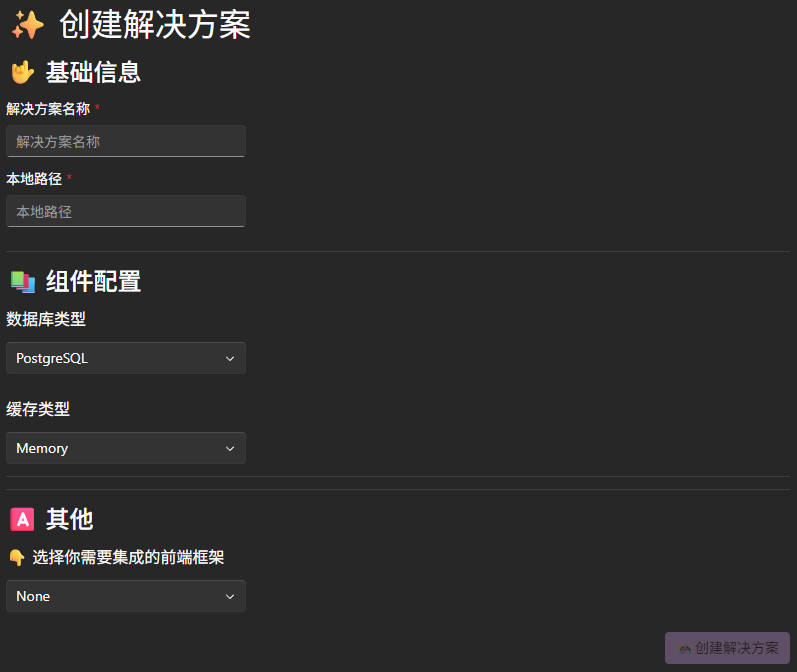 创建解决方案
基础信息
解决方案名称 *
解决方案名称
本地路径 *
本地路径
组件配置
数据库类型
PostgreSQL
缓存类型
Memory
A 其他
选择你需要集成的前端框架
None
创建解决方案